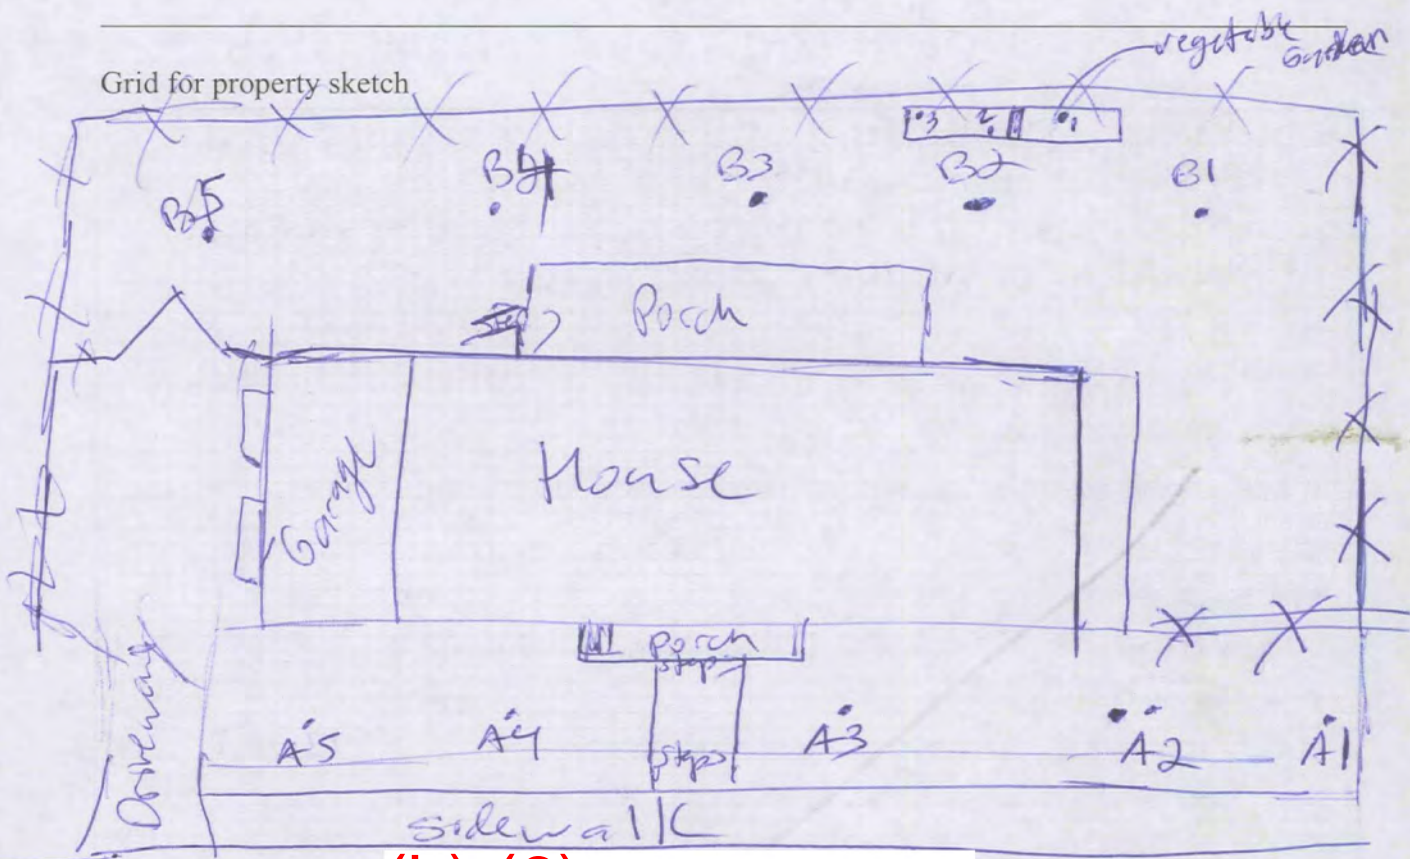 vegetable
Garden
Grid for property sketch
.3 2 .1
B5
B4
B3
B2
B1
Porch
House
Garage
Porch
steps
A5
A4
steps
A3
A2
A1
Driveway
sidewalk
(b) (6)